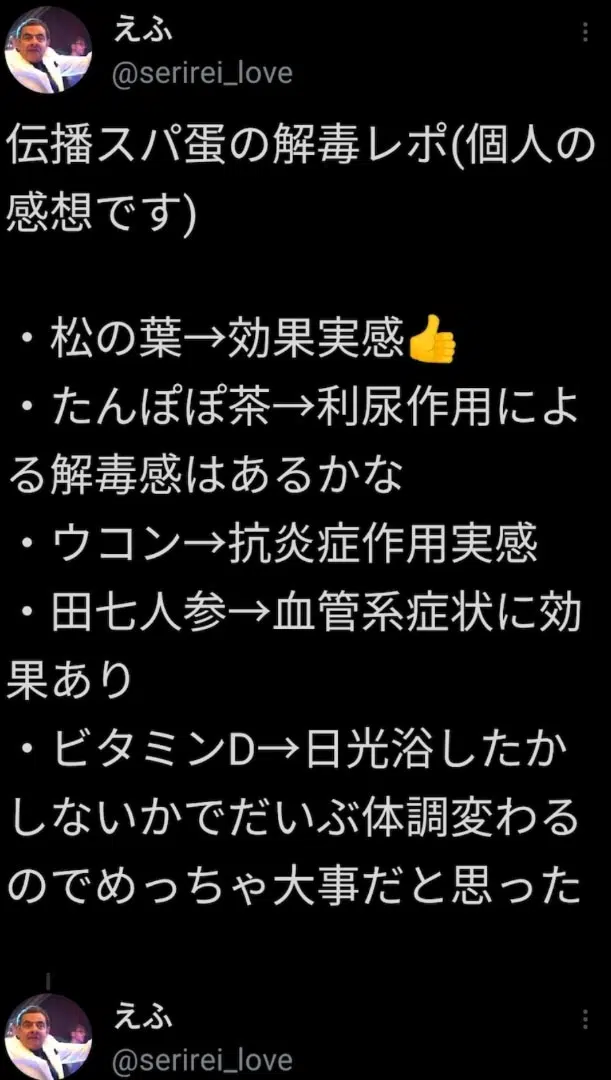 えふ
@serirei_love
伝播スパ蛋の解毒レポ(個人の
感想です)
・松の葉→効果実感👍
・たんぽぽ茶→利尿作用によ
る解毒感はあるかな
・ウコン→抗炎症作用実感
・田七人参→血管系症状に効
果あり
・ビタミンD→日光浴したか
しないかでだいぶ体調変わる
のでめっちゃ大事だと思った
えふ
@serirei_love